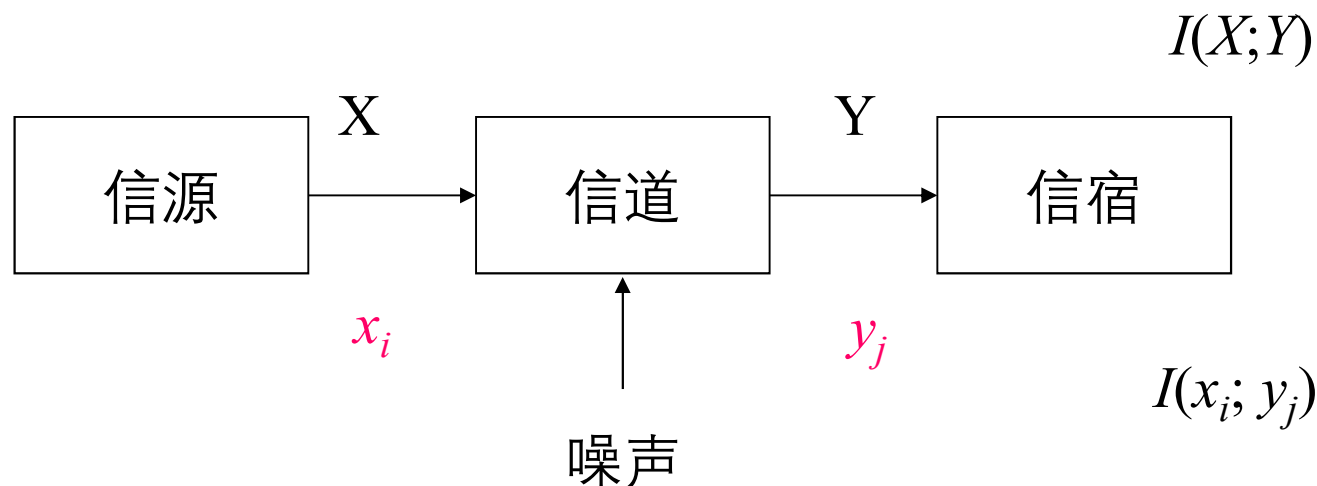 I(X;Y)
X
Y
信源
信道
信宿
x_i
y_j
I(x_i; y_j)
噪声